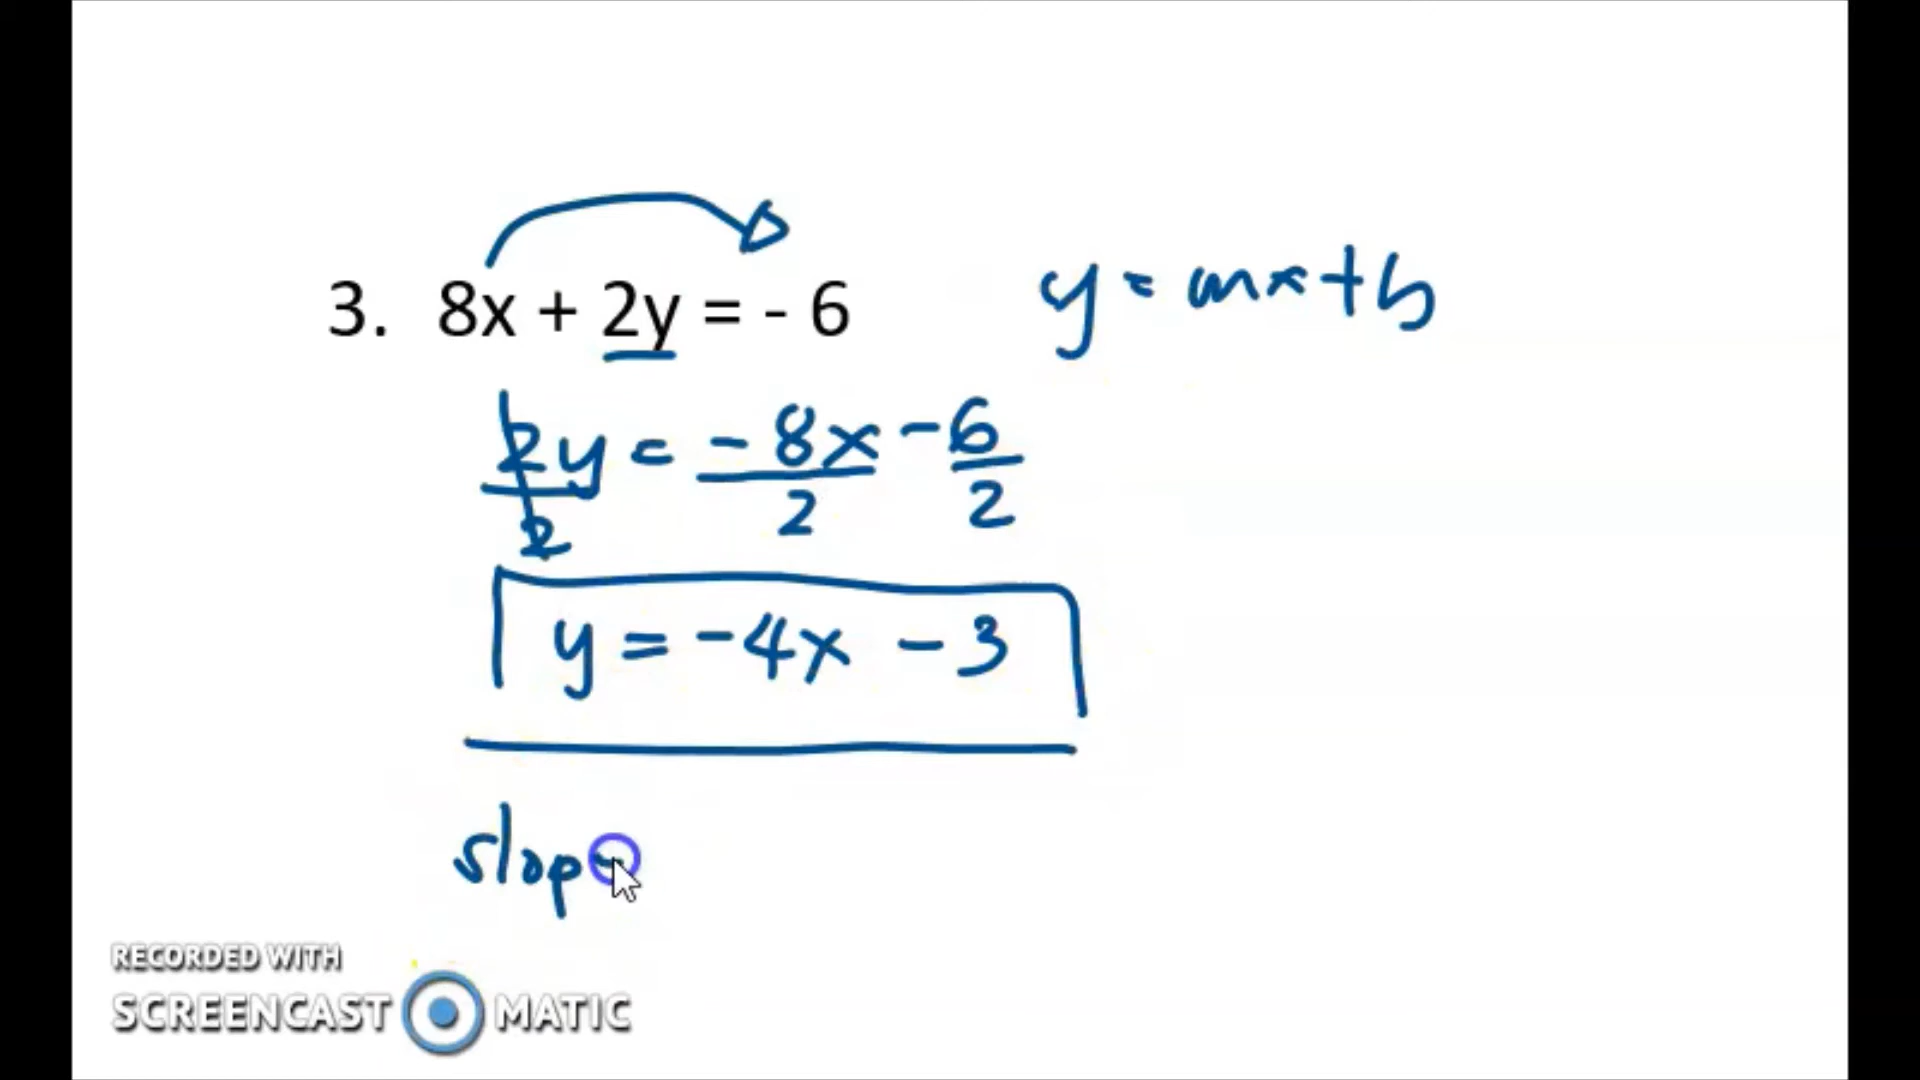 3. 8x + 2y = - 6
y = mx + b
2y = -8x - 6
2 2 2
y = -4x - 3
slop
RECORDED WITH
SCREENCAST MATIC